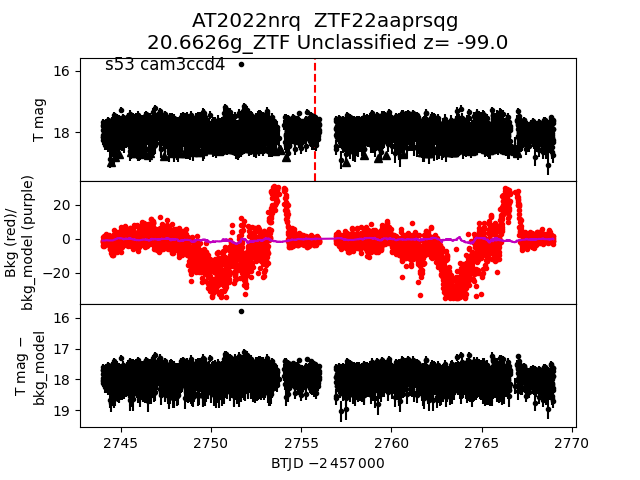 AT2022nrq  ZTF22aaprsqg
20.6626g_ZTF Unclassified z= -99.0
s53 cam3ccd4
16
18
T mag
20
0
−20
Bkg (red)/
bkg_model (purple)
16
17
18
19
T mag −
bkg_model
2745
2750
2755
2760
2765
2770
BTJD −2 457 000